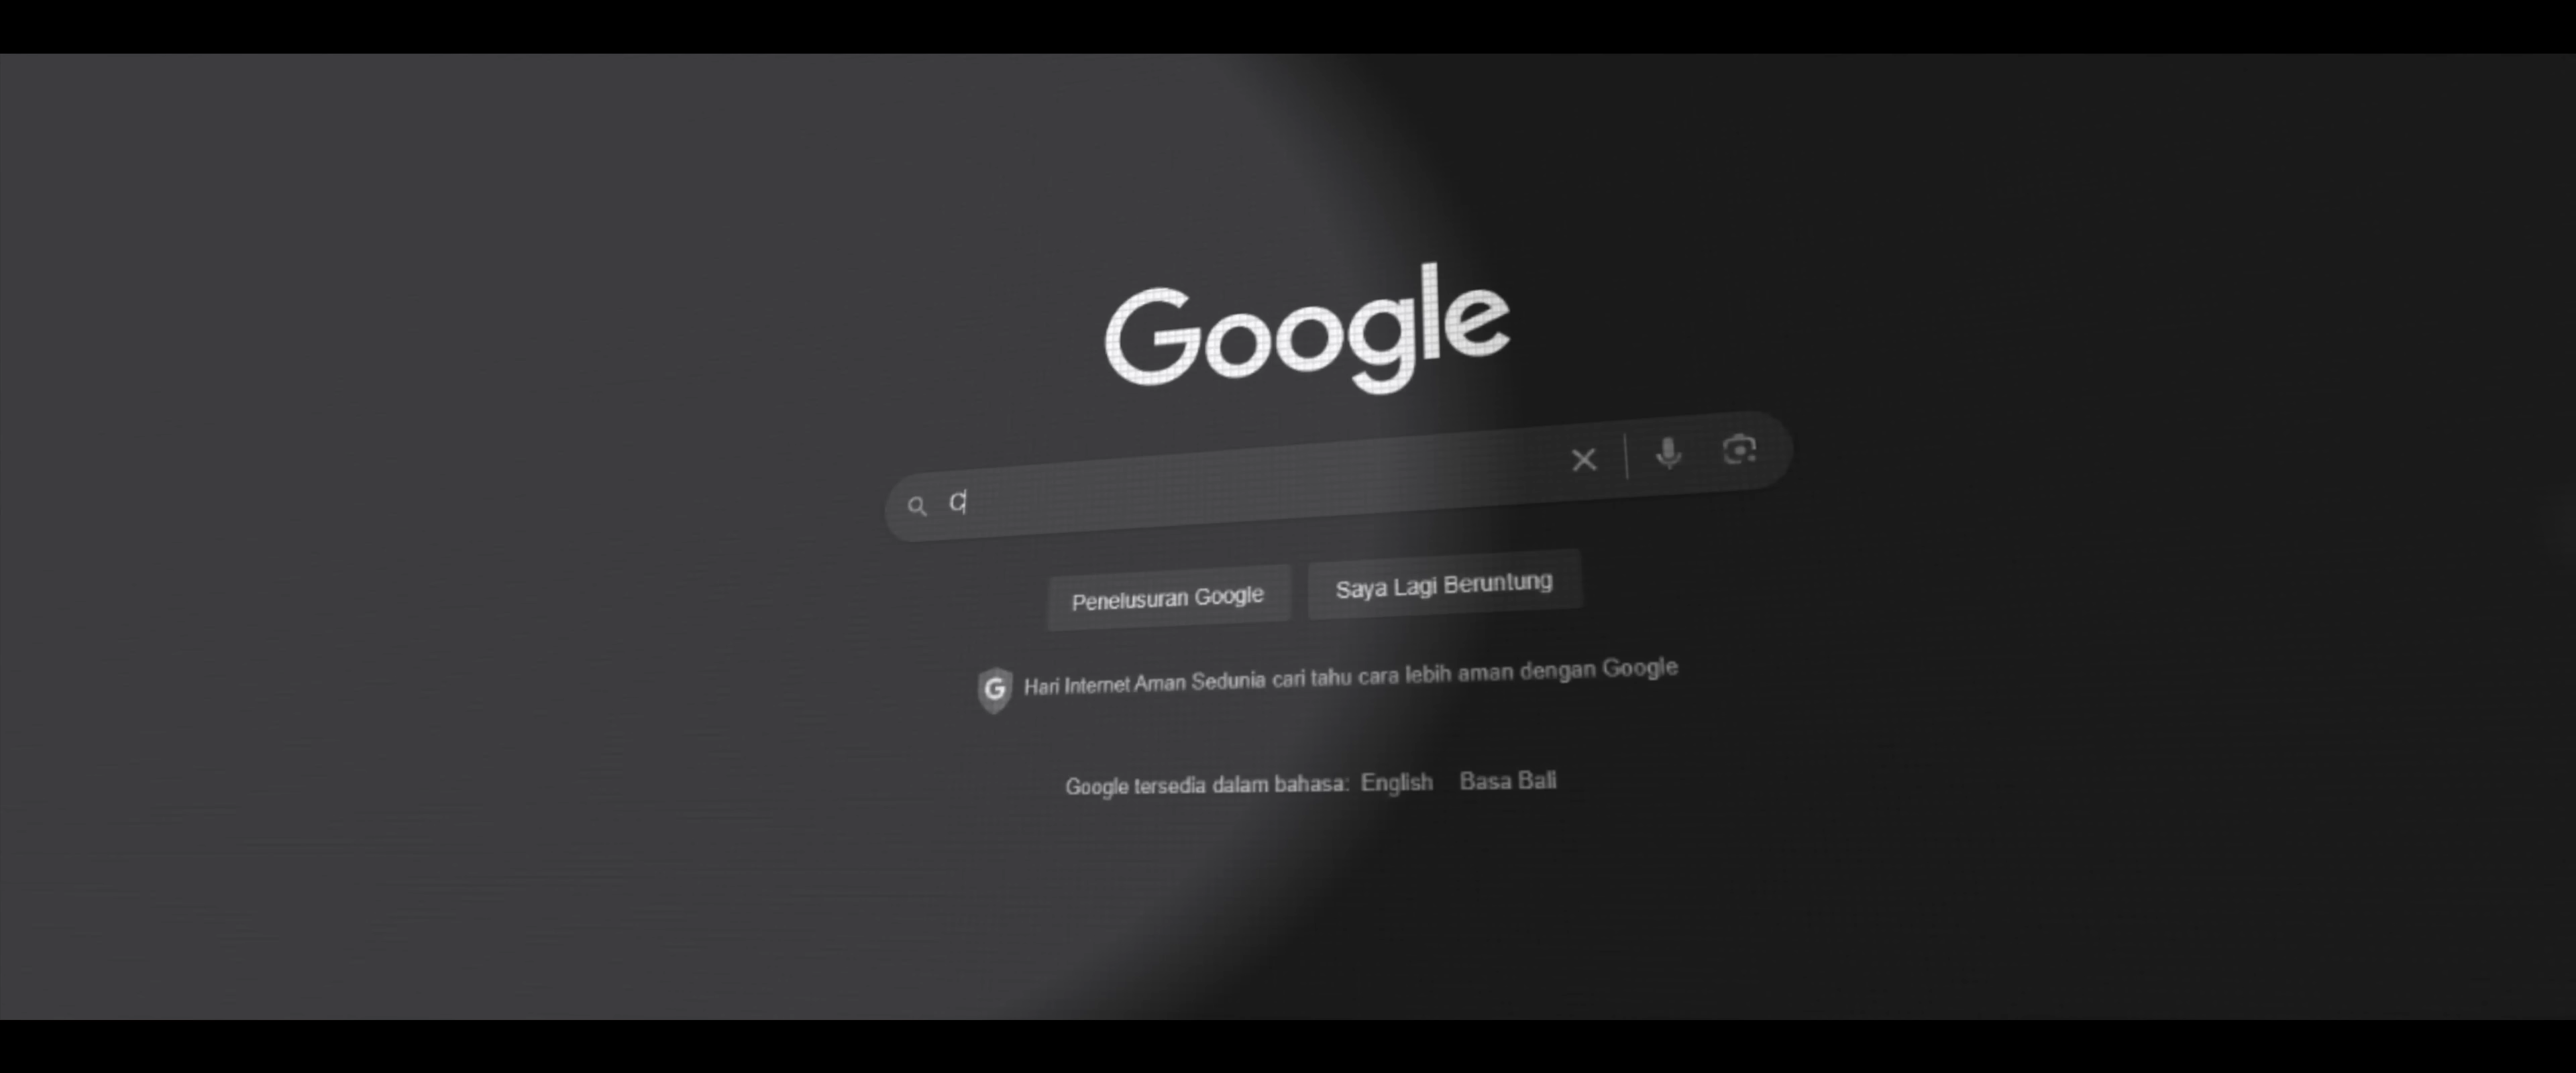 Google
C
Penelusuran Google Saya Lagi Beruntung
G Hari Internet Aman Sedunia cari tahu cara lebih aman dengan Google
Google tersedia dalam bahasa: English Basa Bali